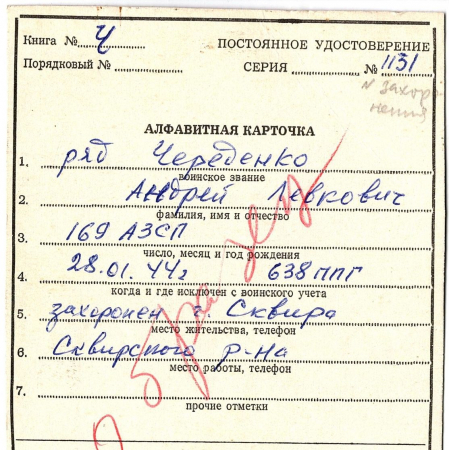 Книга № Ч
ПОСТОЯННОЕ УДОСТОВЕРЕНИЕ
Порядковый №
СЕРИЯ № 1131
№ захоро-
нения
АЛФАВИТНАЯ КАРТОЧКА
1. ряд Череденко
воинское звание
2. Андрей Левкович
фамилия, имя и отчество
3. 169 АЗСП
число, месяц и год рождения
4. 28.01.44г 638 ППГ
когда и где исключен с воинского учета
5. захоронен г. Сквира
место жительства, телефон
6. Сквирского р-на
место работы, телефон
7.
прочие отметки